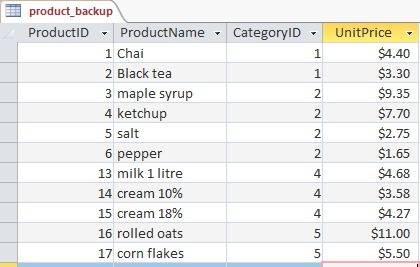 product_backup
ProductID ProductName CategoryID UnitPrice
1 Chai 1 $4.40
2 Black tea 1 $3.30
3 maple syrup 2 $9.35
4 ketchup 2 $7.70
5 salt 2 $2.75
6 pepper 2 $1.65
13 milk 1 litre 4 $4.68
14 cream 10% 4 $3.58
15 cream 18% 4 $4.27
16 rolled oats 5 $11.00
17 corn flakes 5 $5.50